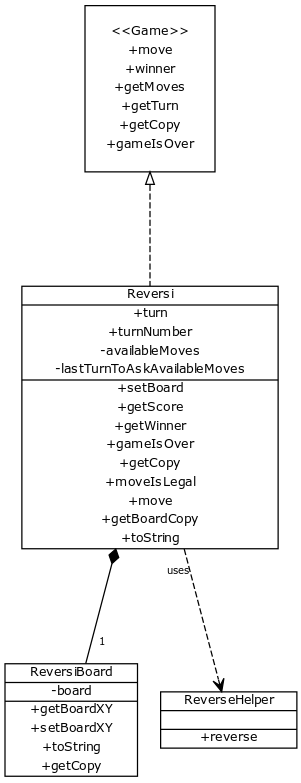 <<Game>>
+move
+winner
+getMoves
+getTurn
+getCopy
+gameIsOver
Reversi
+turn
+turnNumber
-availableMoves
-lastTurnToAskAvailableMoves
+setBoard
+getScore
+getWinner
+gameIsOver
+getCopy
+moveIsLegal
+move
+getBoardCopy
+toString
uses
1
ReversiBoard
-board
+getBoardXY
+setBoardXY
+toString
+getCopy
ReverseHelper
+reverse